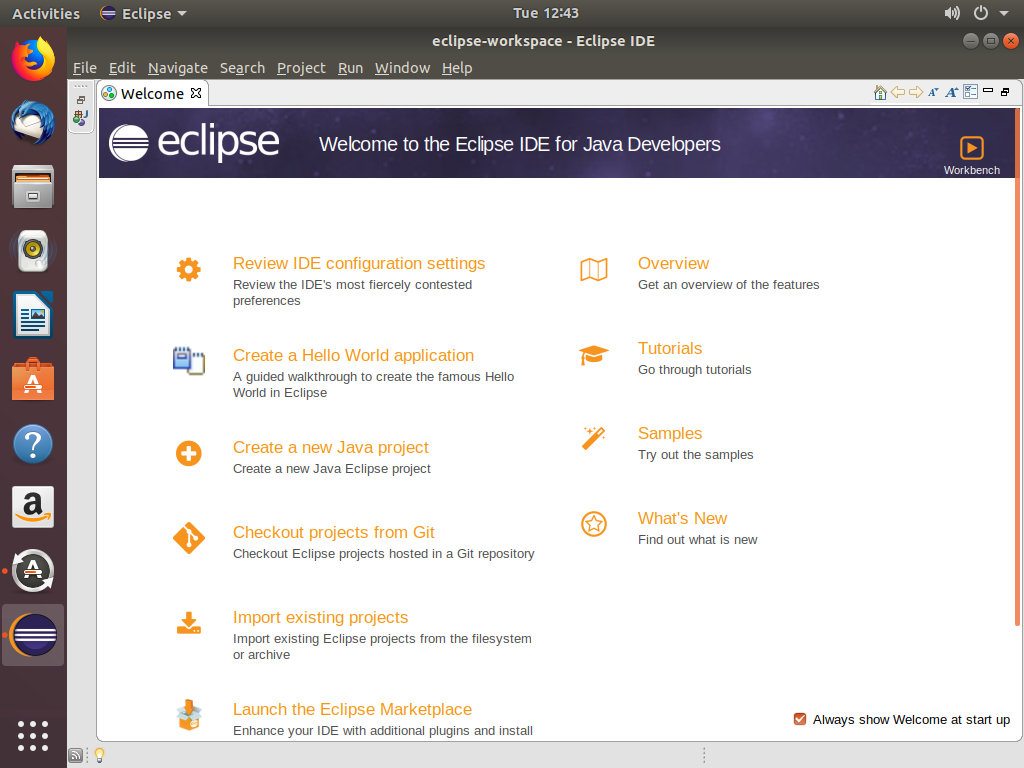 Activities Eclipse Tue 12:43
eclipse-workspace - Eclipse IDE
File Edit Navigate Search Project Run Window Help
Welcome
eclipse Welcome to the Eclipse IDE for Java Developers
Workbench
Review IDE configuration settings
Review the IDE's most fiercely contested
preferences
Create a Hello World application
A guided walkthrough to create the famous Hello
World in Eclipse
Create a new Java project
Create a new Java Eclipse project
Checkout projects from Git
Checkout Eclipse projects hosted in a Git repository
Import existing projects
Import existing Eclipse projects from the filesystem
or archive
Launch the Eclipse Marketplace
Enhance your IDE with additional plugins and install
Overview
Get an overview of the features
Tutorials
Go through tutorials
Samples
Try out the samples
What's New
Find out what is new
Always show Welcome at start up